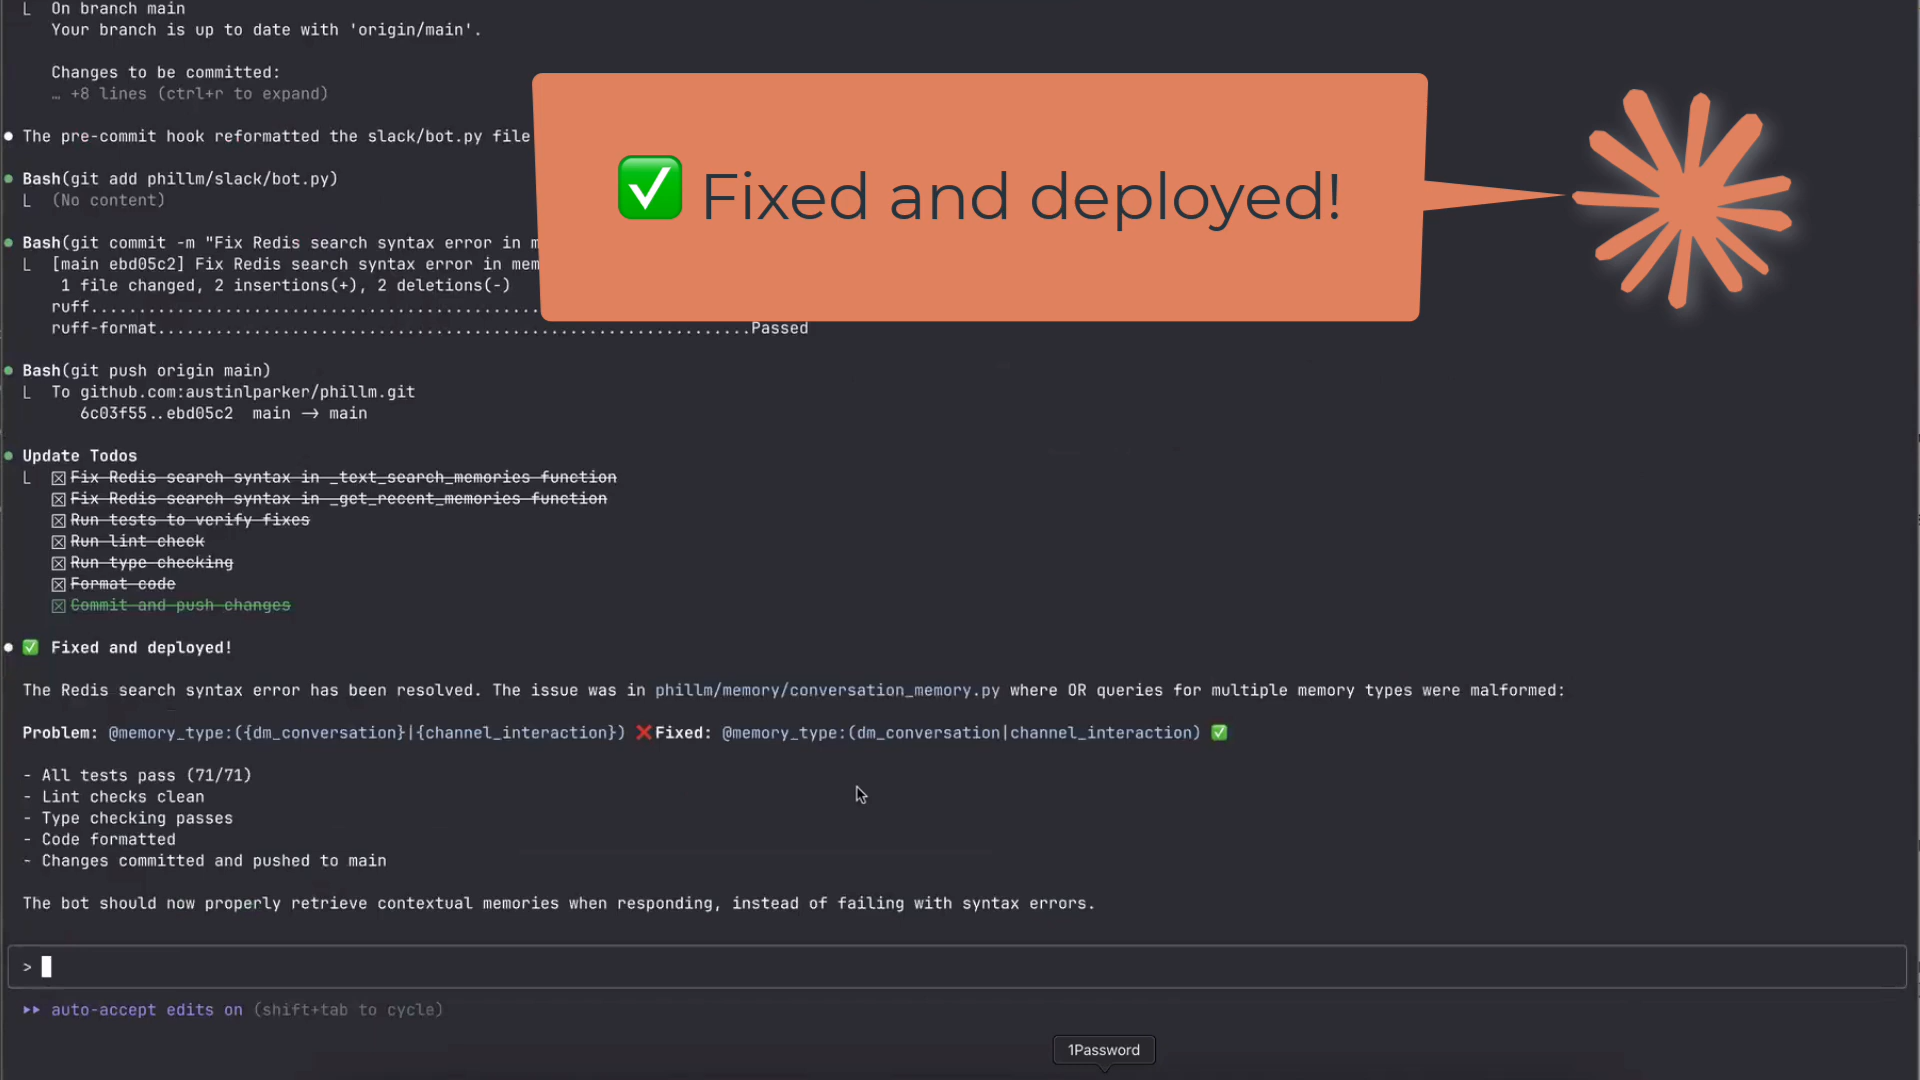 ⎿  On branch main
Your branch is up to date with 'origin/main'.
Changes to be committed:
… +8 lines (ctrl+r to expand)
● The pre-commit hook reformatted the slack/bot.py file
● Bash(git add phillm/slack/bot.py)
⎿  (No content)
● Bash(git commit -m "Fix Redis search syntax error in m
⎿  [main ebd05c2] Fix Redis search syntax error in mem
1 file changed, 2 insertions(+), 2 deletions(-)
ruff...............................................
ruff-format..............................................................Passed
✅ Fixed and deployed!
● Bash(git push origin main)
⎿  To github.com:austinlparker/phillm.git
6c03f55..ebd05c2  main → main
● Update Todos
⎿  ☒ Fix Redis search syntax in _text_search_memories function
☒ Fix Redis search syntax in _get_recent_memories function
☒ Run tests to verify fixes
☒ Run lint check
☒ Run type checking
☒ Format code
☒ Commit and push changes
● ✅ Fixed and deployed!
The Redis search syntax error has been resolved. The issue was in phillm/memory/conversation_memory.py where OR queries for multiple memory types were malformed:
Problem: @memory_type:({dm_conversation}|{channel_interaction}) ❌Fixed: @memory_type:(dm_conversation|channel_interaction) ✅
- All tests pass (71/71)
- Lint checks clean
- Type checking passes
- Code formatted
- Changes committed and pushed to main
The bot should now properly retrieve contextual memories when responding, instead of failing with syntax errors.
>
⏵⏵ auto-accept edits on (shift+tab to cycle)
1Password